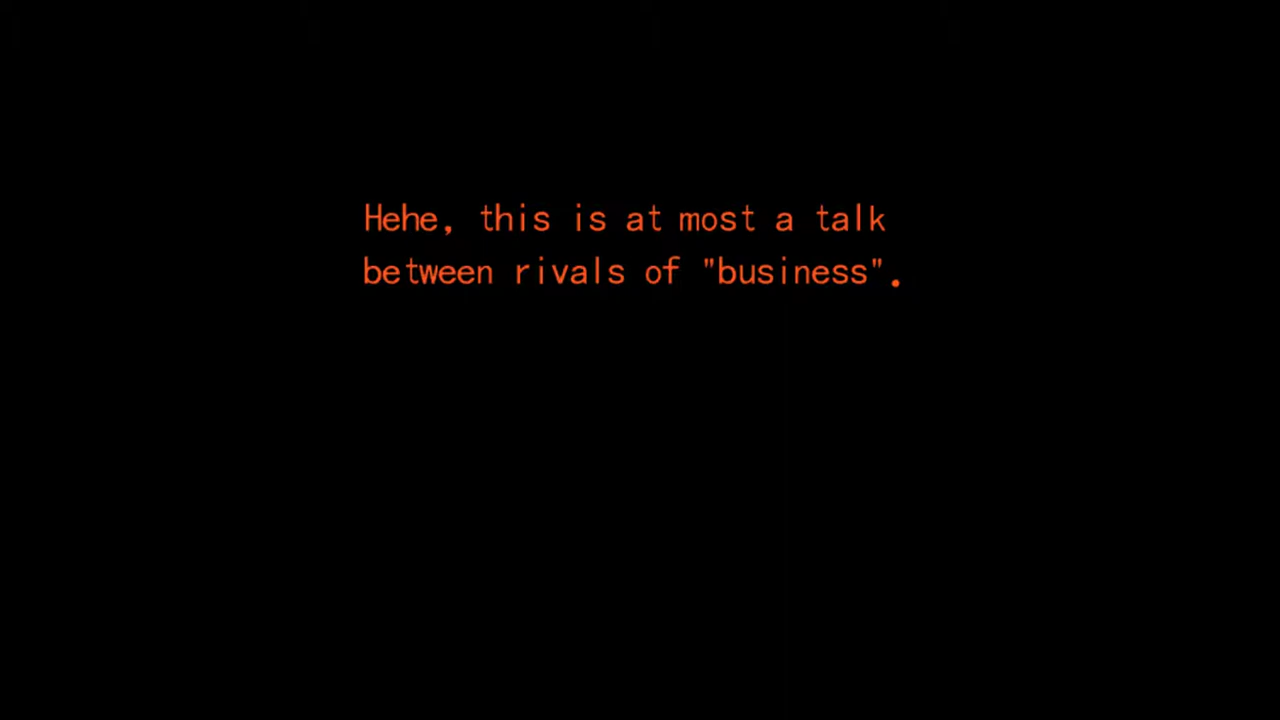 Hehe, this is at most a talk
between rivals of "business".